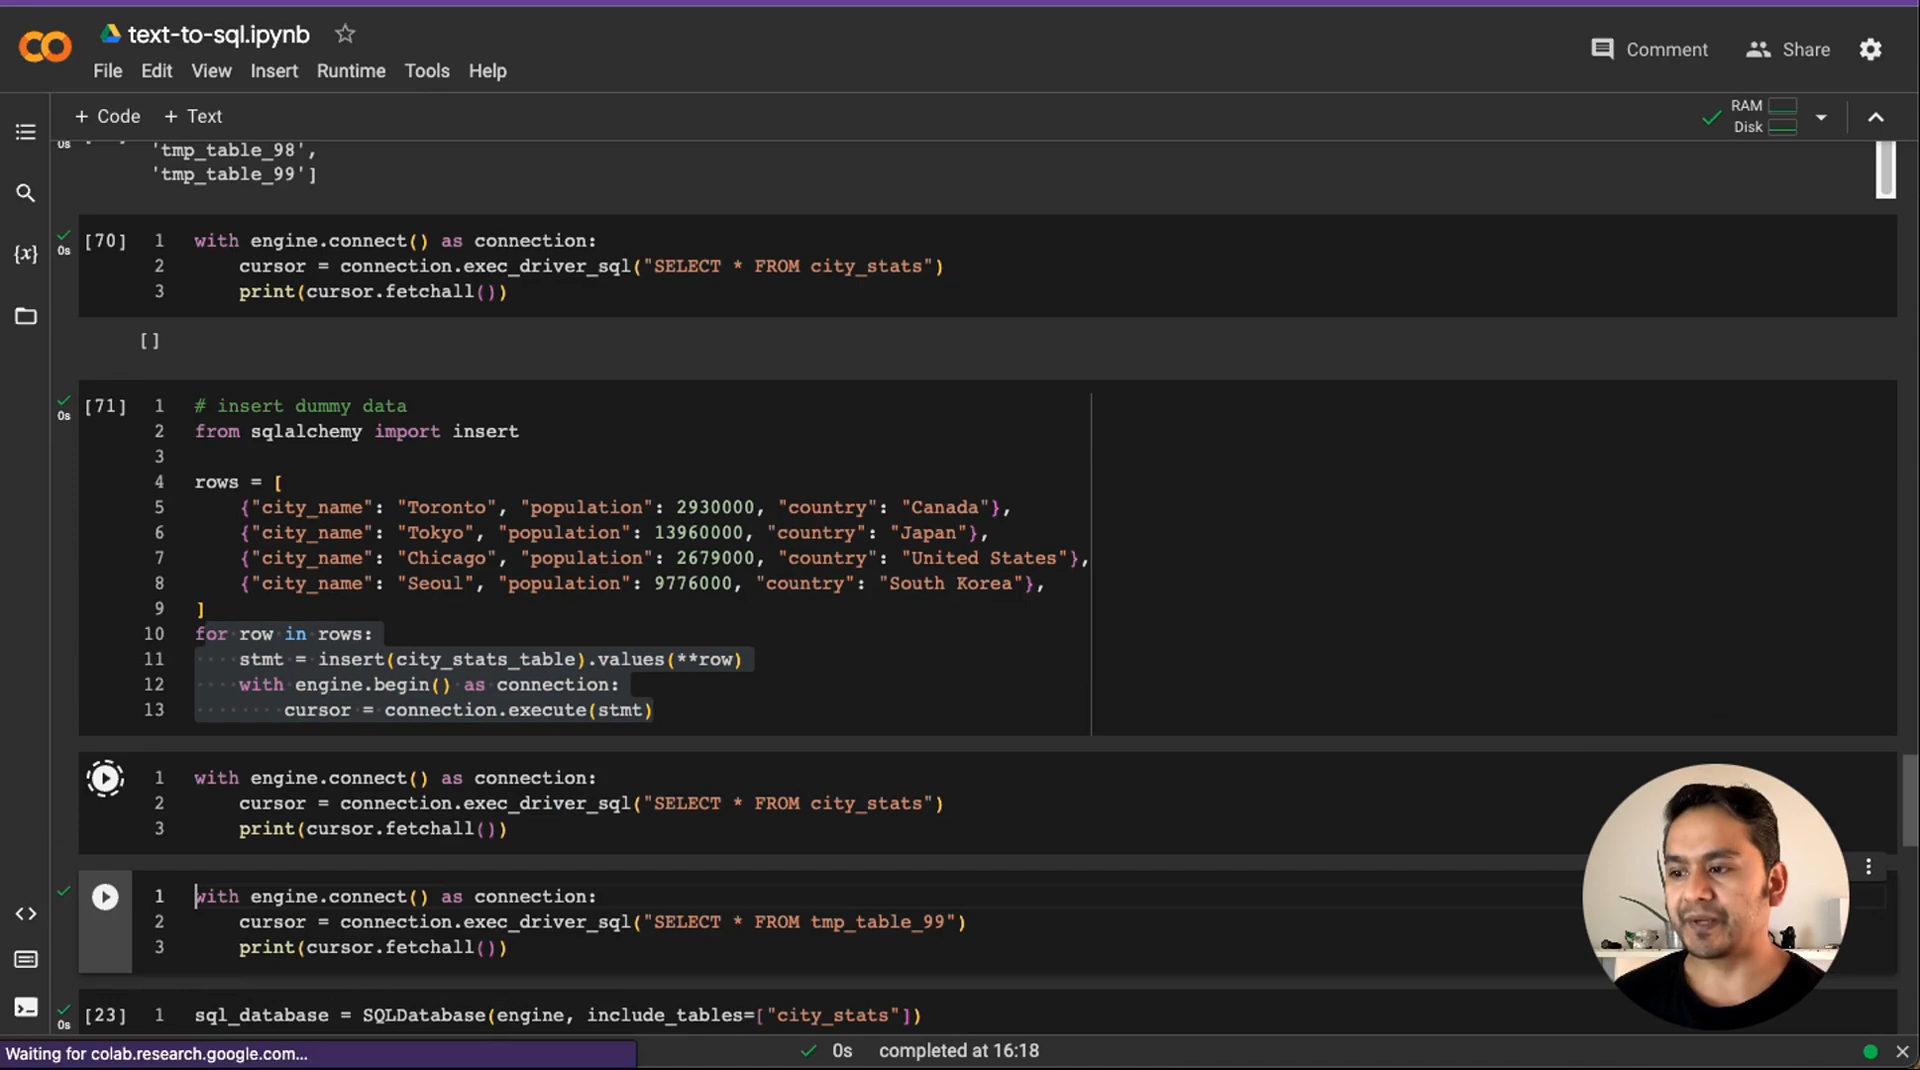 text-to-sql.ipynb
File Edit View Insert Runtime Tools Help
Comment Share
+ Code + Text
RAM
Disk
0s
'tmp_table_98',
'tmp_table_99']
0s [70] 1 with engine.connect() as connection:
2 cursor = connection.exec_driver_sql("SELECT * FROM city_stats")
3 print(cursor.fetchall())
[]
0s [71] 1 # insert dummy data
2 from sqlalchemy import insert
3
4 rows = [
5 {"city_name": "Toronto", "population": 2930000, "country": "Canada"},
6 {"city_name": "Tokyo", "population": 13960000, "country": "Japan"},
7 {"city_name": "Chicago", "population": 2679000, "country": "United States"},
8 {"city_name": "Seoul", "population": 9776000, "country": "South Korea"},
9 ]
10 for row in rows:
11 stmt = insert(city_stats_table).values(**row)
12 with engine.begin() as connection:
13 cursor = connection.execute(stmt)
1 with engine.connect() as connection:
2 cursor = connection.exec_driver_sql("SELECT * FROM city_stats")
3 print(cursor.fetchall())
1 with engine.connect() as connection:
2 cursor = connection.exec_driver_sql("SELECT * FROM tmp_table_99")
3 print(cursor.fetchall())
0s [23] 1 sql_database = SQLDatabase(engine, include_tables=["city_stats"])
Waiting for colab.research.google.com...
0s completed at 16:18